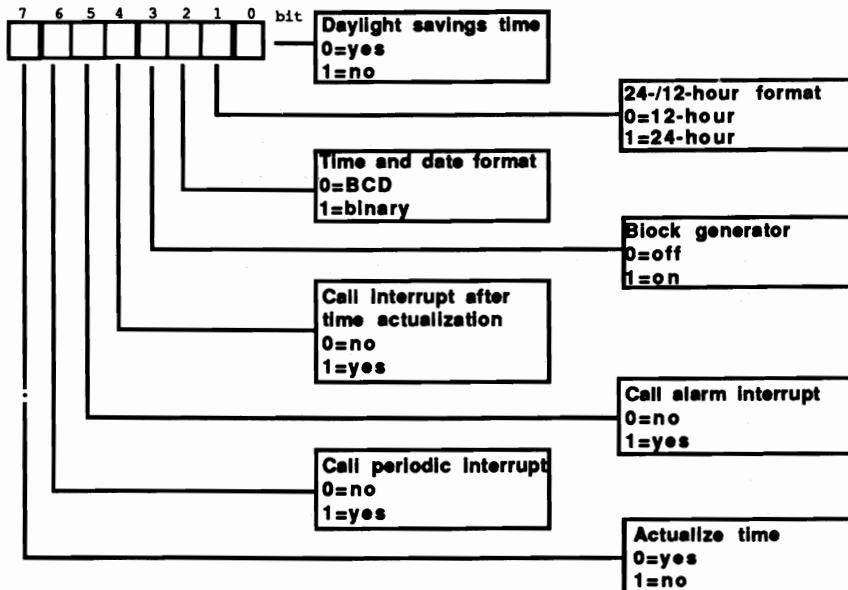 7 6 5 4 3 2 1 0 bit
Daylight savings time
0=yes
1=no
24-/12-hour format
0=12-hour
1=24-hour
Time and date format
0=BCD
1=binary
Block generator
0=off
1=on
Call interrupt after
time actualization
0=no
1=yes
Call alarm interrupt
0=no
1=yes
Call periodic interrupt
0=no
1=yes
Actualize time
0=yes
1=no